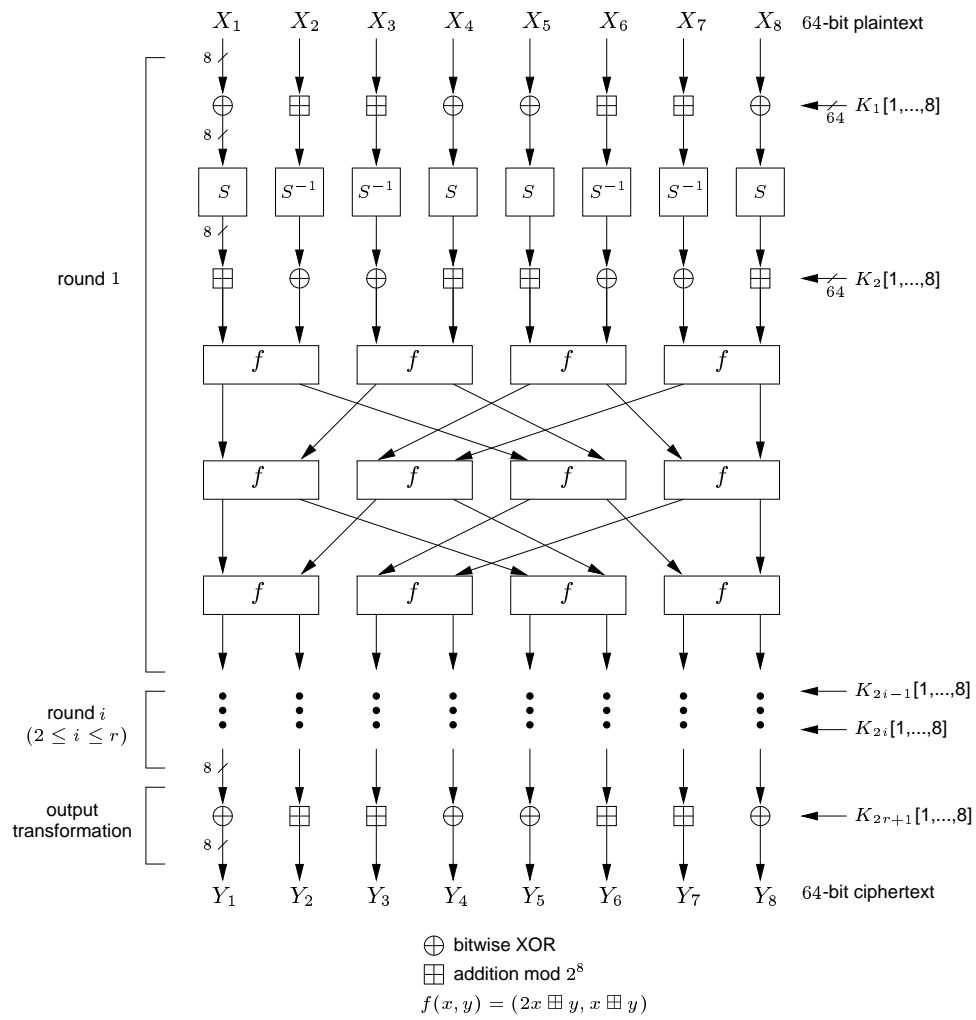 X₁ X₂ X₃ X₄ X₅ X₆ X₇ X₈ 64-bit plaintext
8
K₁[1,...,8]
64
8
S S⁻¹ S⁻¹ S S S⁻¹ S⁻¹ S
8
round 1
K₂[1,...,8]
64
f f f f
f f f f
f f f f
K₂ᵢ₋₁[1,...,8]
round i
(2 ≤ i ≤ r)
K₂ᵢ[1,...,8]
8
output
transformation
K₂ᵣ₊₁[1,...,8]
8
Y₁ Y₂ Y₃ Y₄ Y₅ Y₆ Y₇ Y₈ 64-bit ciphertext
⊕ bitwise XOR
⊞ addition mod 2⁸
f(x, y) = (2x ⊞ y, x ⊞ y)